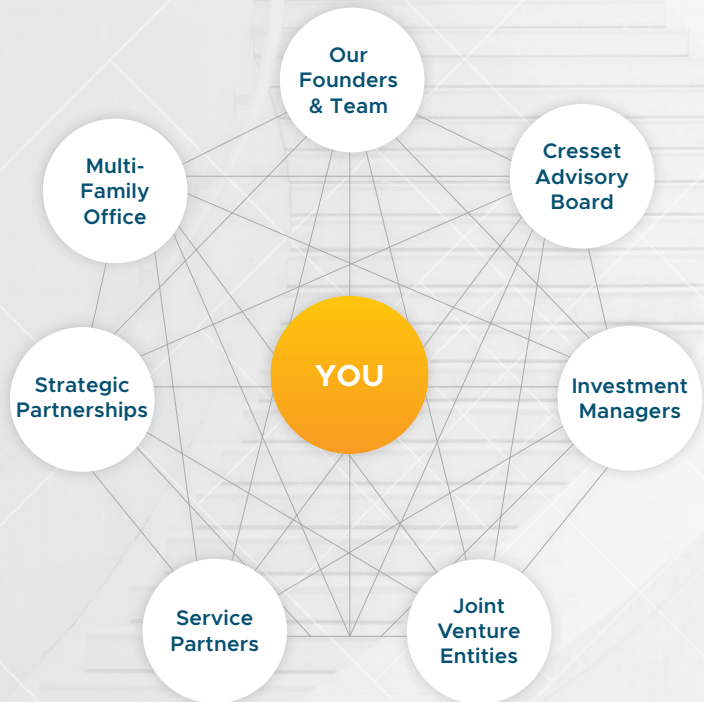 Our
Founders
& Team
Cresset
Advisory
Board
Multi-
Family
Office
YOU
Strategic
Partnerships
Investment
Managers
Service
Partners
Joint
Venture
Entities